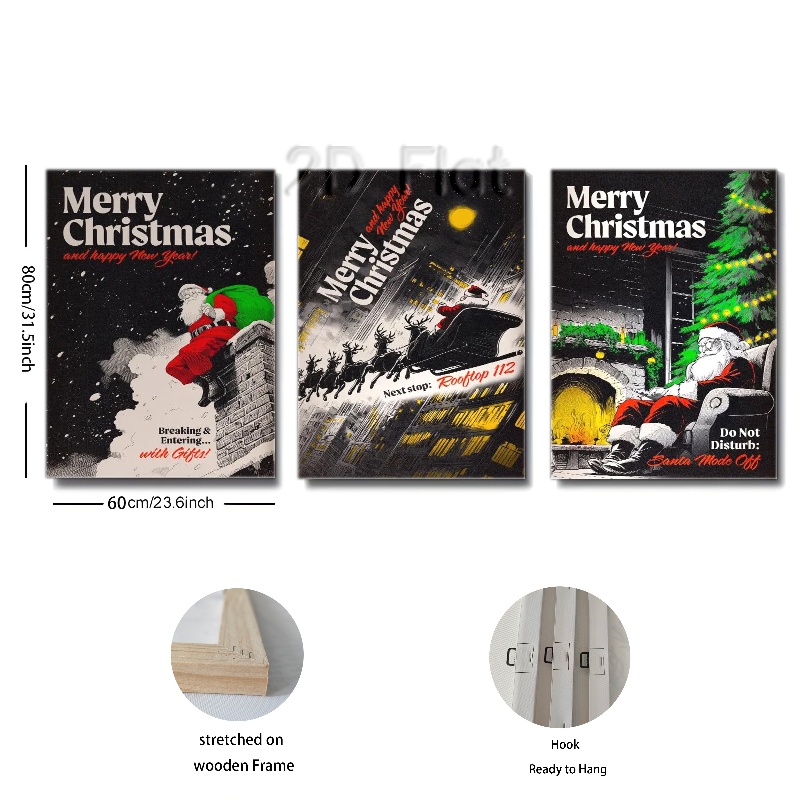 2D Flat
Merry
Christmas
and happy New Year!
Breaking &
Entering...
with Gifts!
Merry
Christmas
and happy
New Year!
Next stop: Rooftop 112
Merry
Christmas
and happy New Year!
Do Not
Disturb:
Santa Mode Off
80cm/31.5inch
60cm/23.6inch
stretched on
wooden Frame
Hook
Ready to Hang